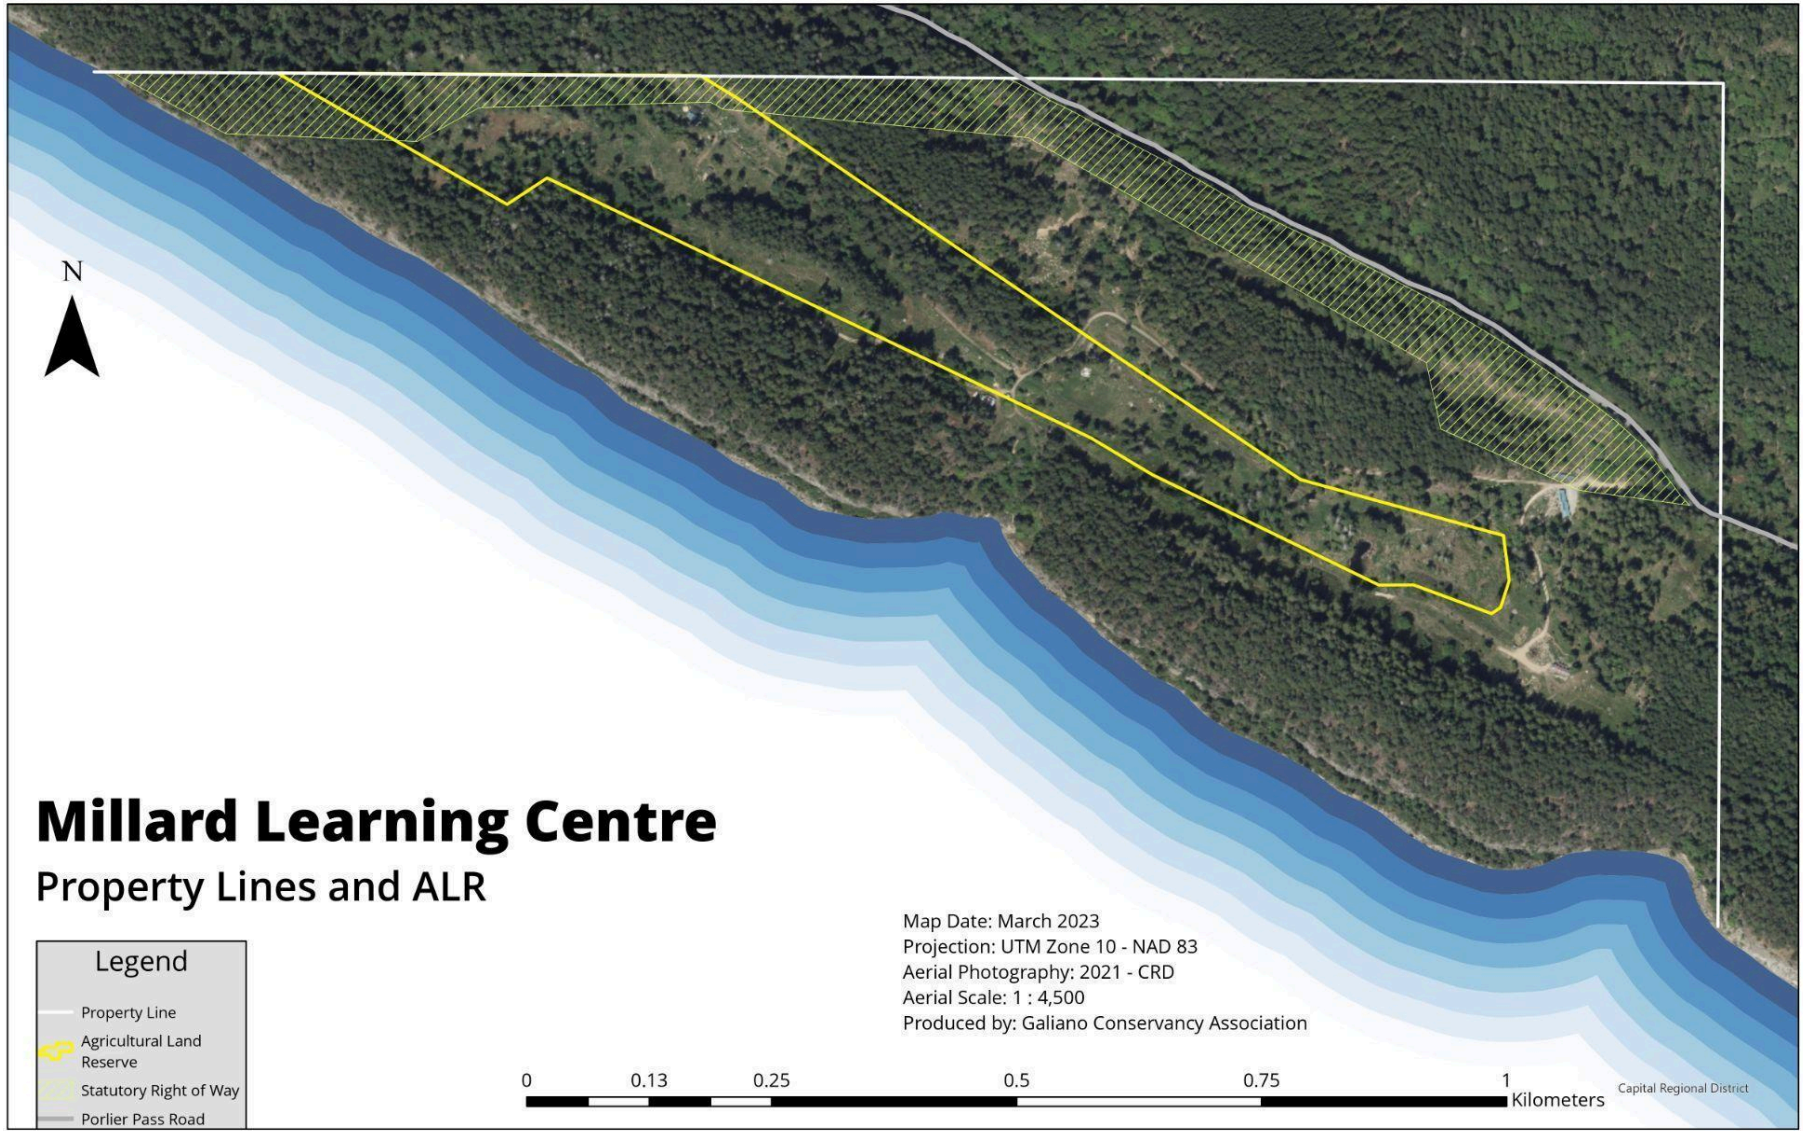 N
Millard Learning Centre
Property Lines and ALR
Legend
Property Line
Agricultural Land
Reserve
Statutory Right of Way
Porlier Pass Road
Map Date: March 2023
Projection: UTM Zone 10 - NAD 83
Aerial Photography: 2021 - CRD
Aerial Scale: 1 : 4,500
Produced by: Galiano Conservancy Association
0 0.13 0.25 0.5 0.75 1
Kilometers
Capital Regional District